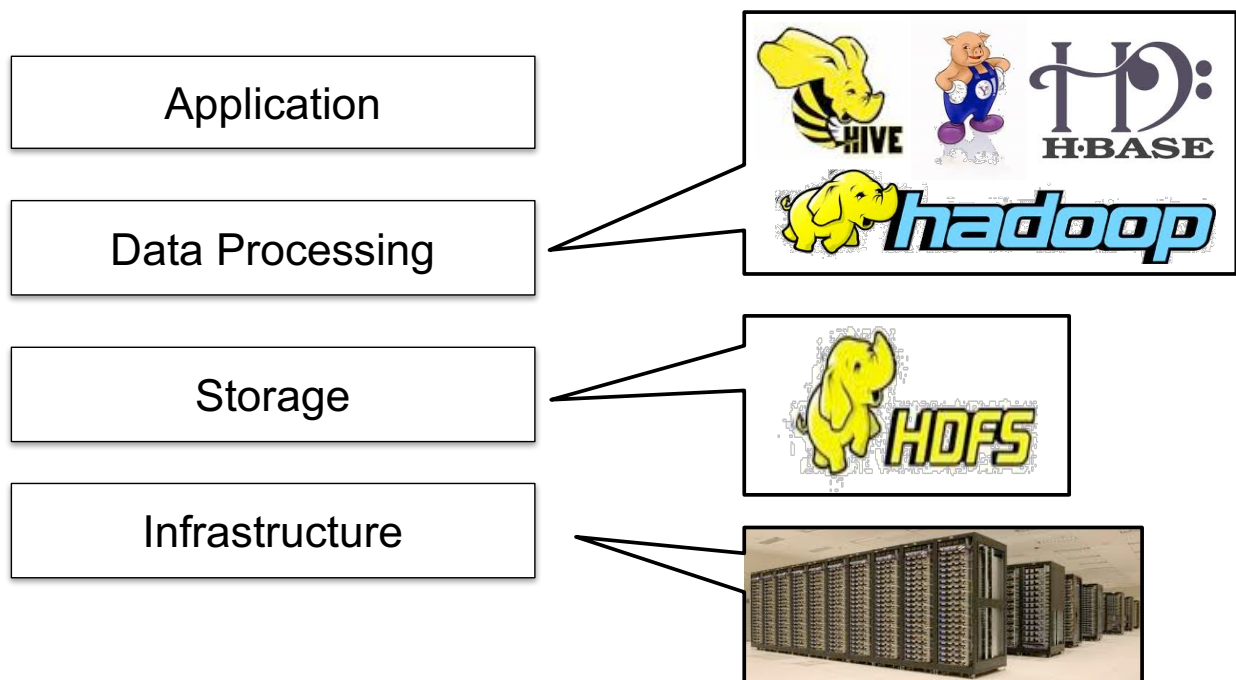 Application
Data Processing
Storage
Infrastructure
HIVE
Y!
H:
H·BASE
hadoop
HDFS